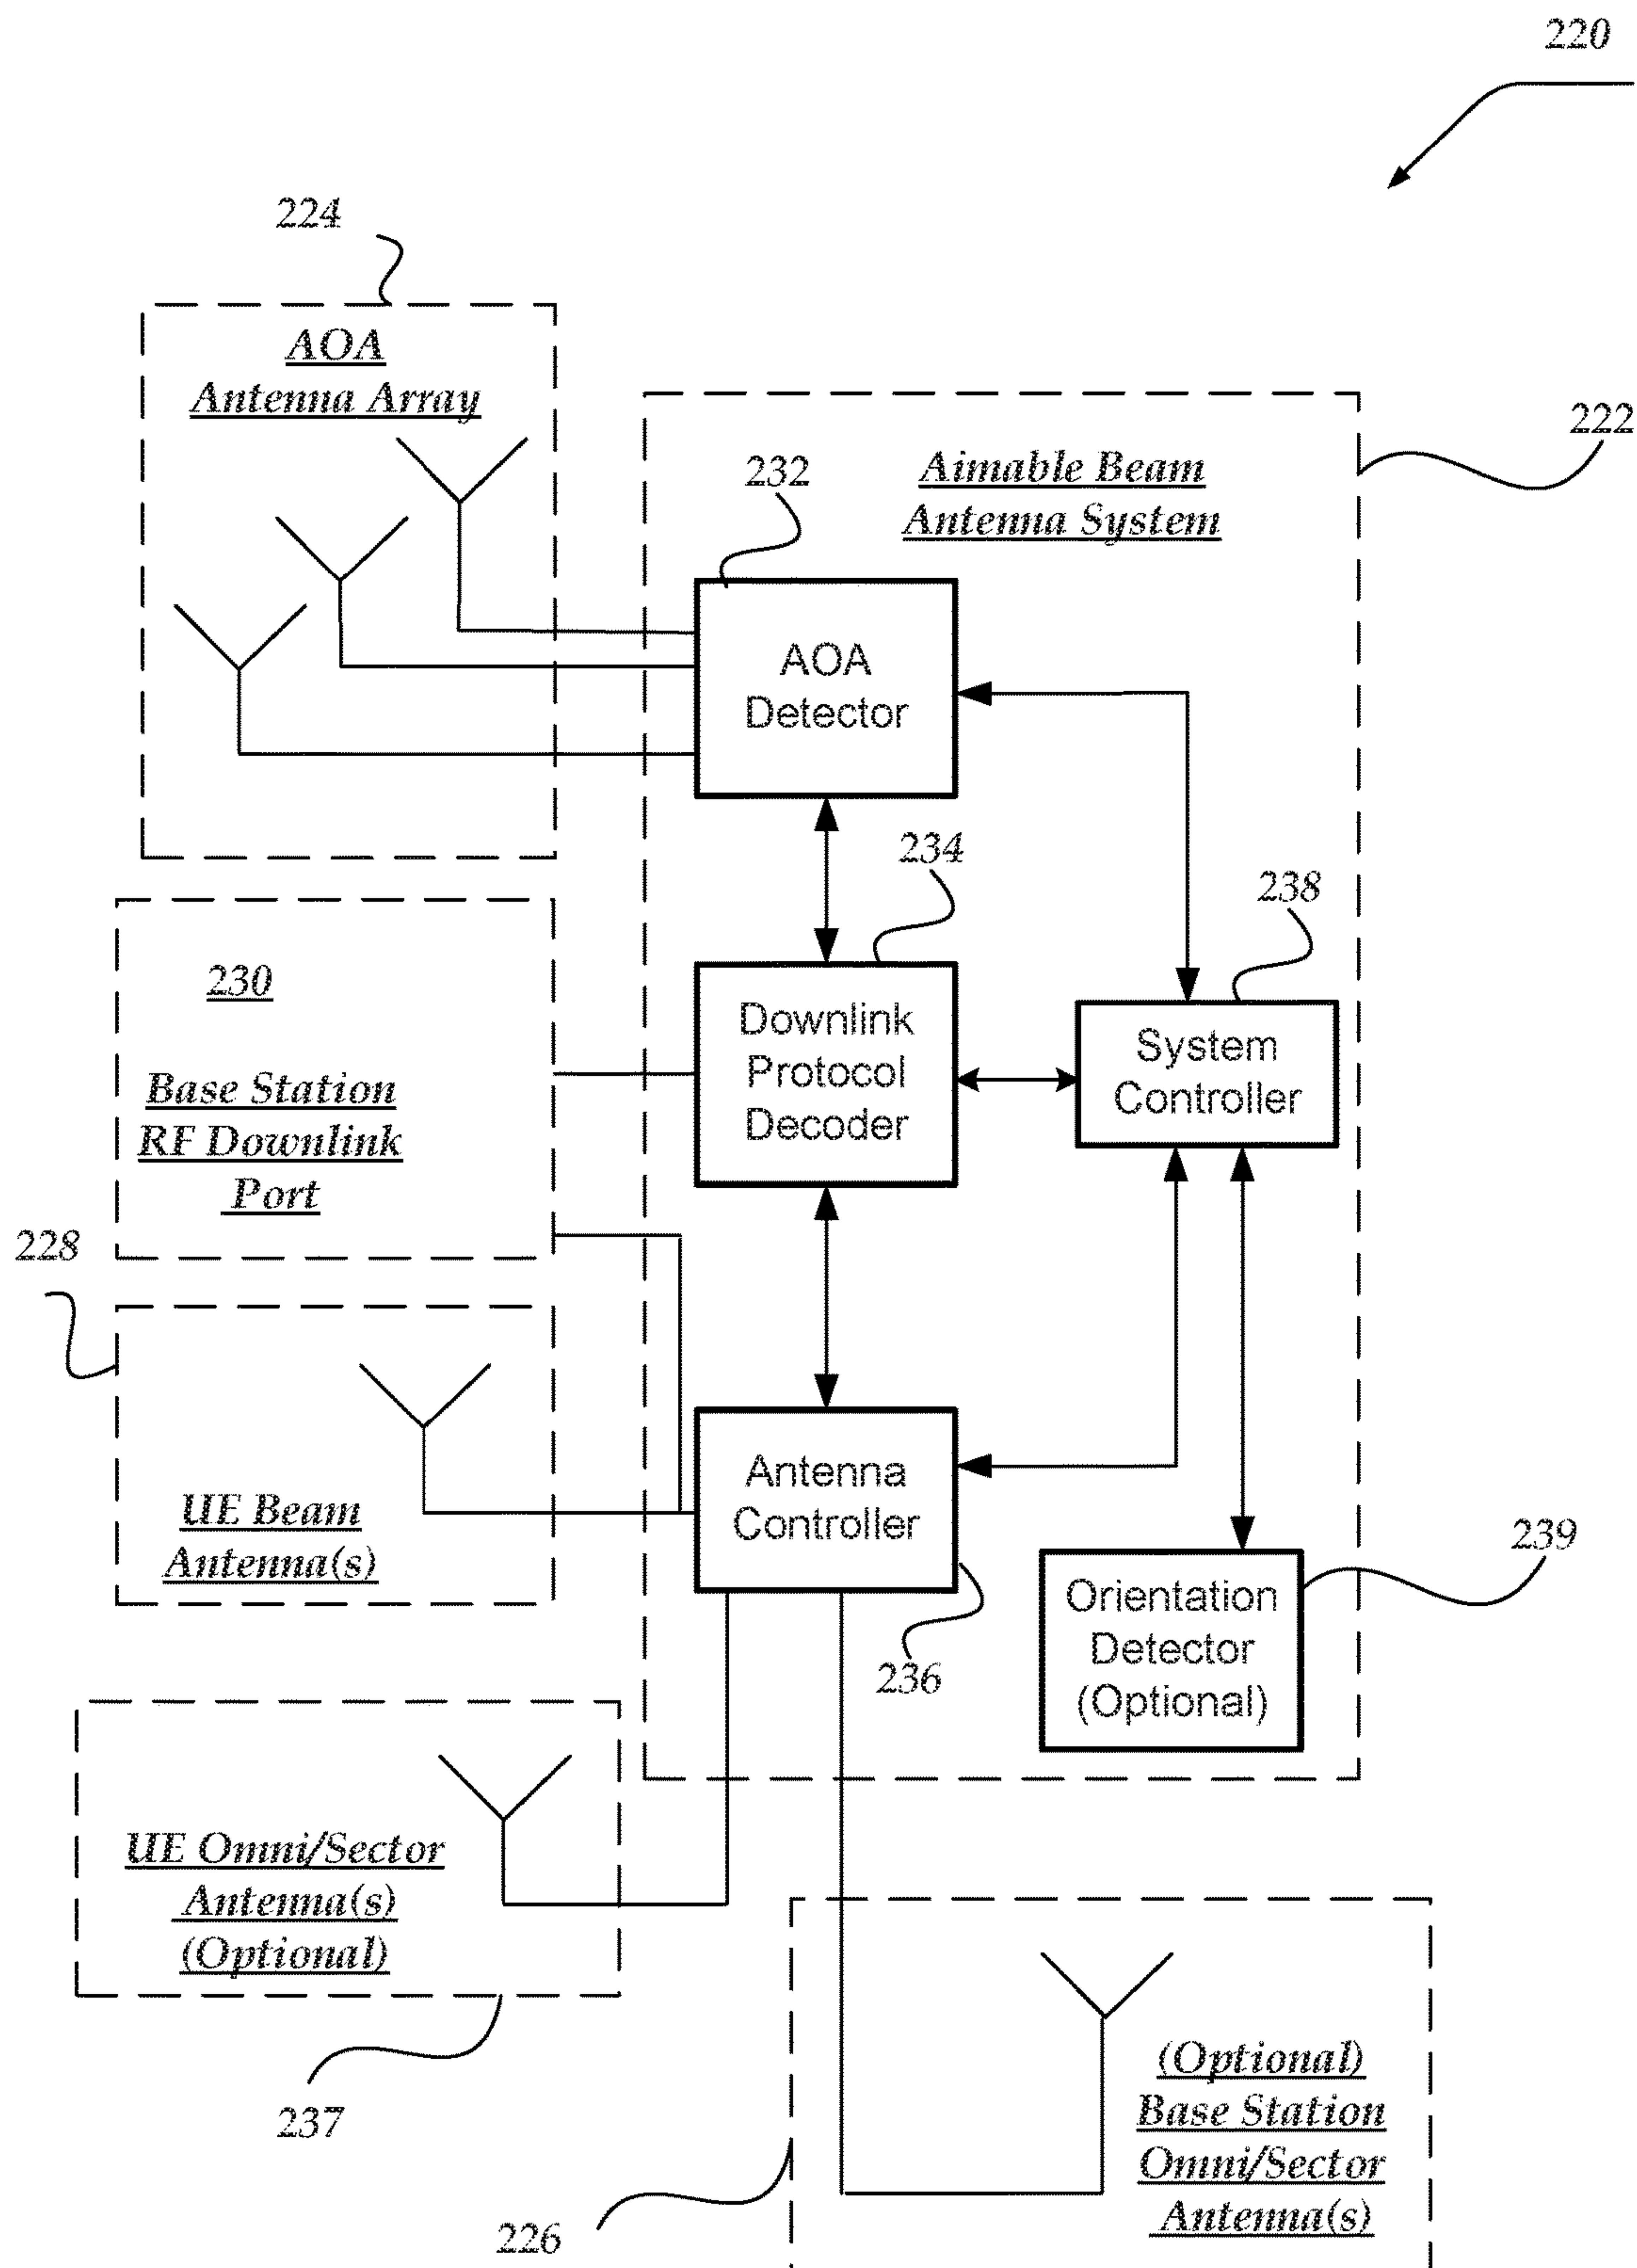 220
224
AOA
Antenna Array
222
232
Aimable Beam
Antenna System
AOA
Detector
234
238
230
Downlink
Protocol
Decoder
System
Controller
Base Station
RF Downlink
Port
228
Antenna
Controller
UE Beam
Antenna(s)
239
Orientation
Detector
(Optional)
236
UE Omni/Sector
Antenna(s)
(Optional)
237
(Optional)
Base Station
Omni/Sector
Antenna(s)
226